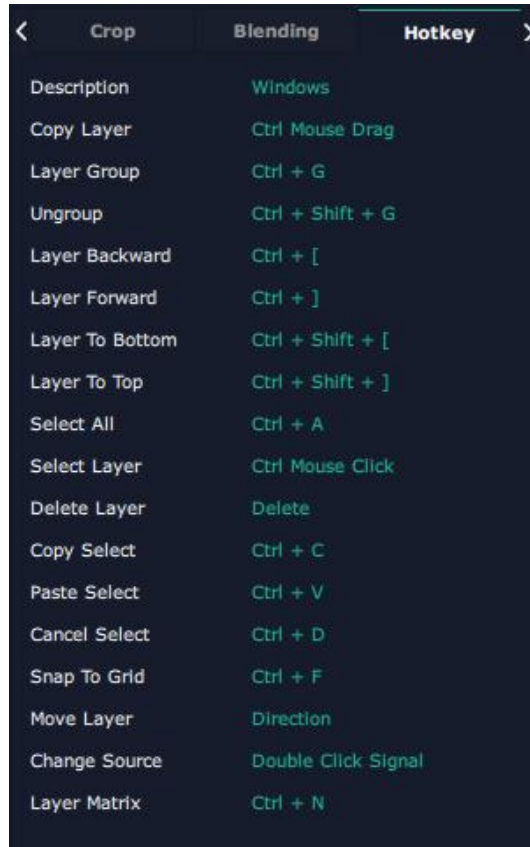 Crop Blending Hotkey
Description Windows
Copy Layer Ctrl Mouse Drag
Layer Group Ctrl + G
Ungroup Ctrl + Shift + G
Layer Backward Ctrl + [
Layer Forward Ctrl + ]
Layer To Bottom Ctrl + Shift + [
Layer To Top Ctrl + Shift + ]
Select All Ctrl + A
Select Layer Ctrl Mouse Click
Delete Layer Delete
Copy Select Ctrl + C
Paste Select Ctrl + V
Cancel Select Ctrl + D
Snap To Grid Ctrl + F
Move Layer Direction
Change Source Double Click Signal
Layer Matrix Ctrl + N